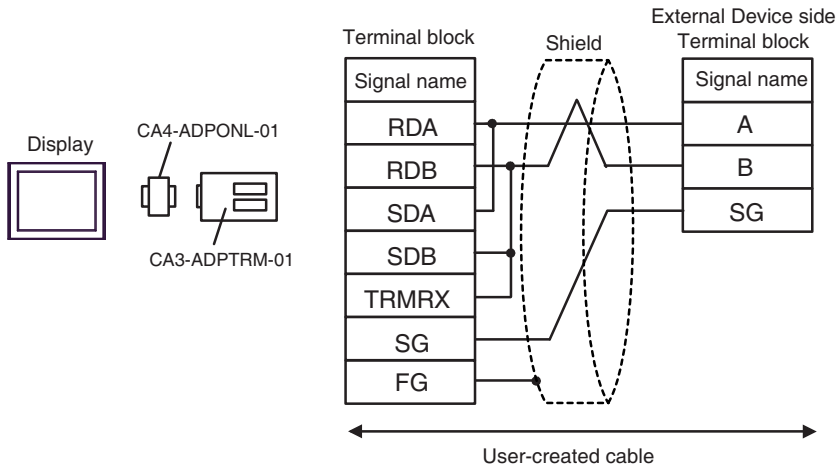 External Device side
Terminal block
Shield
Terminal block
Signal name
Signal name
RDA
A
Display
CA4-ADPONL-01
RDB
B
SDA
SG
SDB
CA3-ADPTRM-01
TRMRX
SG
FG
User-created cable